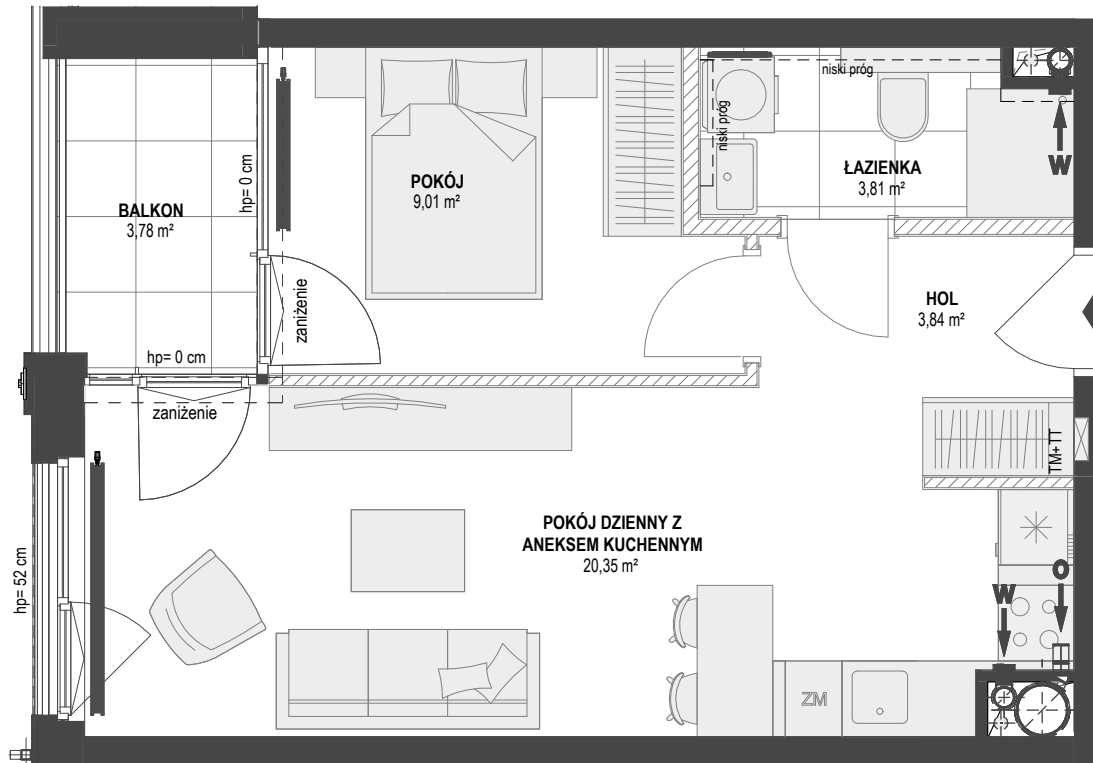 niski próg
niski próg
W
ŁAZIENKA
3,81 m²
POKÓJ
9,01 m²
hp= 0 cm
BALKON
3,78 m²
zaniżenie
HOL
3,84 m²
hp= 0 cm
zaniżenie
TM+ TT
POKÓJ DZIENNY Z
ANEKSEM KUCHENNYM
20,35 m²
hp= 52 cm
W
O
ZM